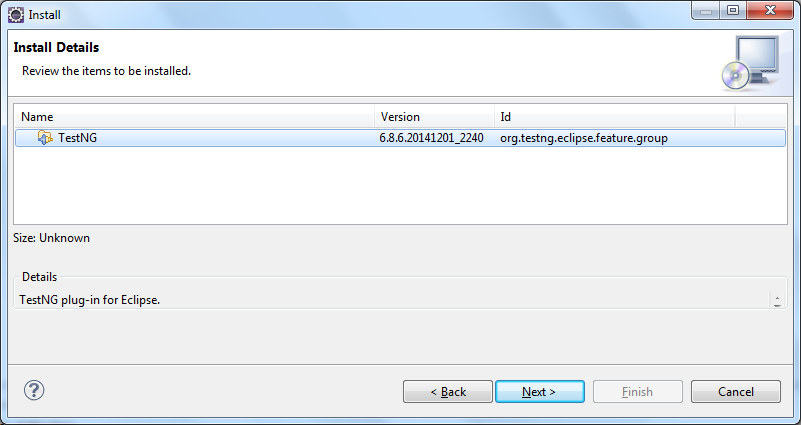 Install
Install Details
Review the items to be installed.
Name Version Id
TestNG 6.8.6.20141201_2240 org.testng.eclipse.feature.group
Size: Unknown
Details
TestNG plug-in for Eclipse.
? < Back Next > Finish Cancel